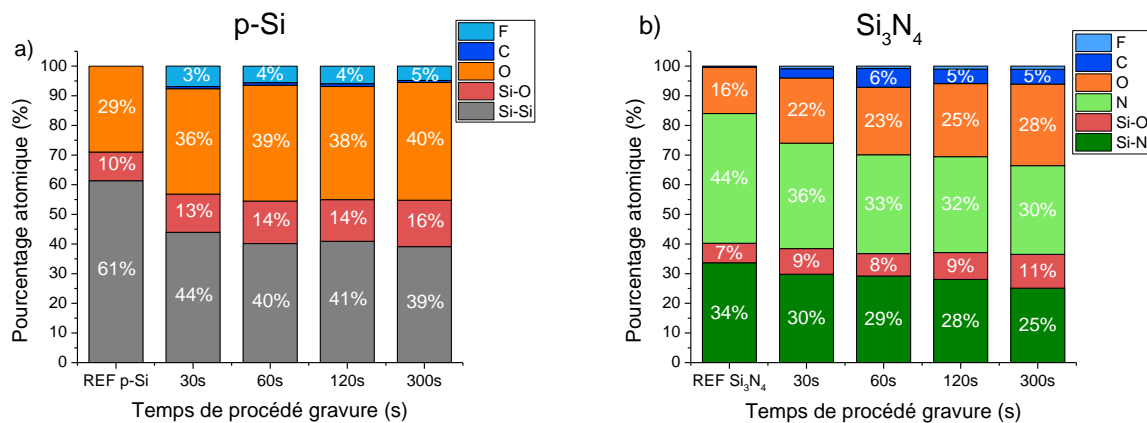 p-Si
a)
F
C
O
Si-O
Si-Si
Pourcentage atomique (%)
100
90
80
70
60
50
40
30
20
10
0
29%
10%
61%
3%
36%
13%
44%
4%
39%
14%
40%
4%
38%
14%
41%
5%
40%
16%
39%
REF p-Si
30s
60s
120s
300s
Temps de procédé gravure (s)
Si3N4
b)
F
C
O
N
Si-O
Si-N
Pourcentage atomique (%)
100
90
80
70
60
50
40
30
20
10
0
16%
44%
7%
34%
22%
36%
9%
30%
6%
23%
33%
8%
29%
5%
25%
32%
9%
28%
5%
28%
30%
11%
25%
REF Si3N4
30s
60s
120s
300s
Temps de procédé gravure (s)